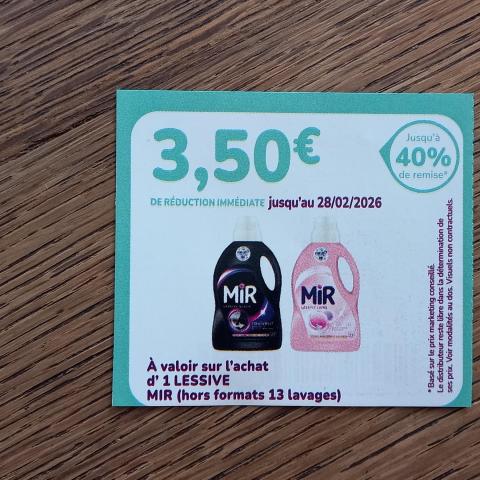 3,50€
DE RÉDUCTION IMMÉDIATE jusqu'au 28/02/2026
Jusqu'à
40%
de remise*
MiR
MiR
À valoir sur l'achat
d' 1 LESSIVE
MIR (hors formats 13 lavages)
* Basé sur le prix marketing conseillé.
Le distributeur reste libre dans la détermination de
ses prix. Voir modalités au dos. Visuels non contractuels.